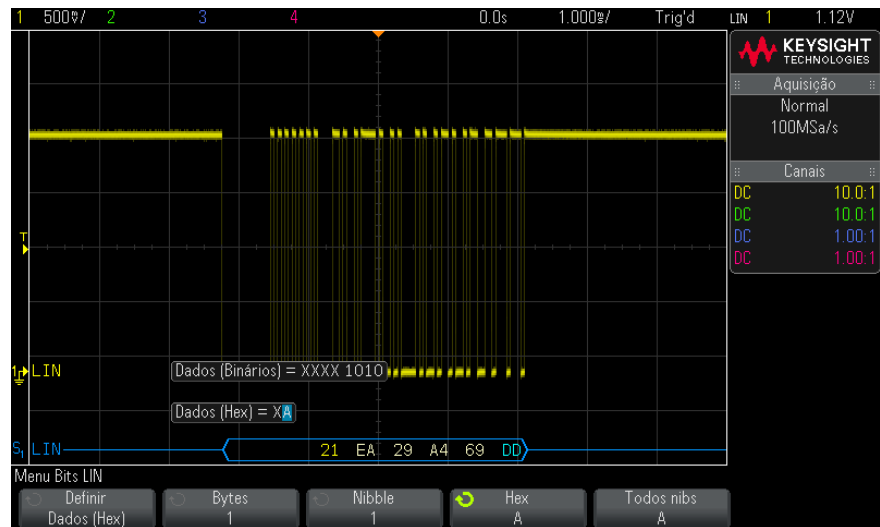 1 500⅏/ 2 3 4 0.0s 1.000⅏/ Trig'd LIN 1 1.12V
KEYSIGHT
TECHNOLOGIES
Aquisição
Normal
100MSa/s
Canais
DC 10.0:1
DC 10.0:1
DC 1.00:1
DC 1.00:1
T
1 LIN
Dados (Binários) = XXXX 1010
Dados (Hex) = XA
S1 LIN 21 EA 29 A4 69 DD
Menu Bits LIN
Definir Bytes Nibble Hex Todos nibs
Dados (Hex) 1 1 A A